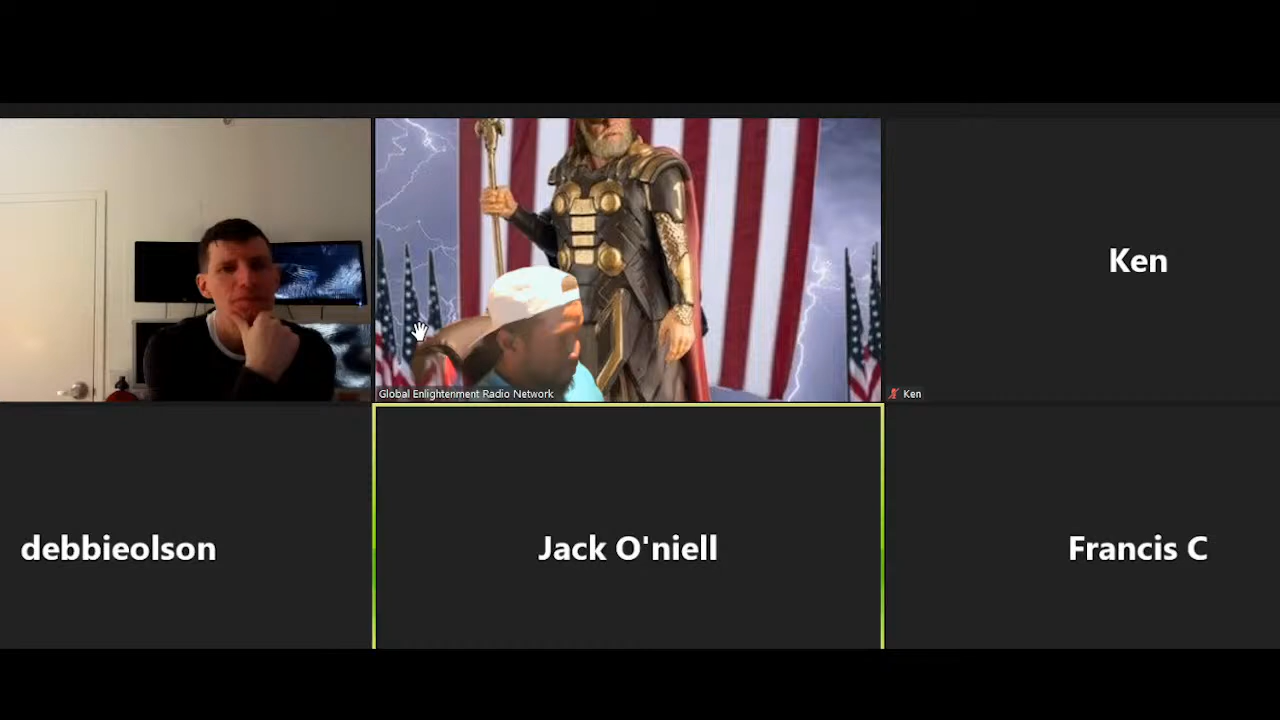 Global Enlightenment Radio Network
Ken
Ken
debbieolson
Jack O'niell
Francis C